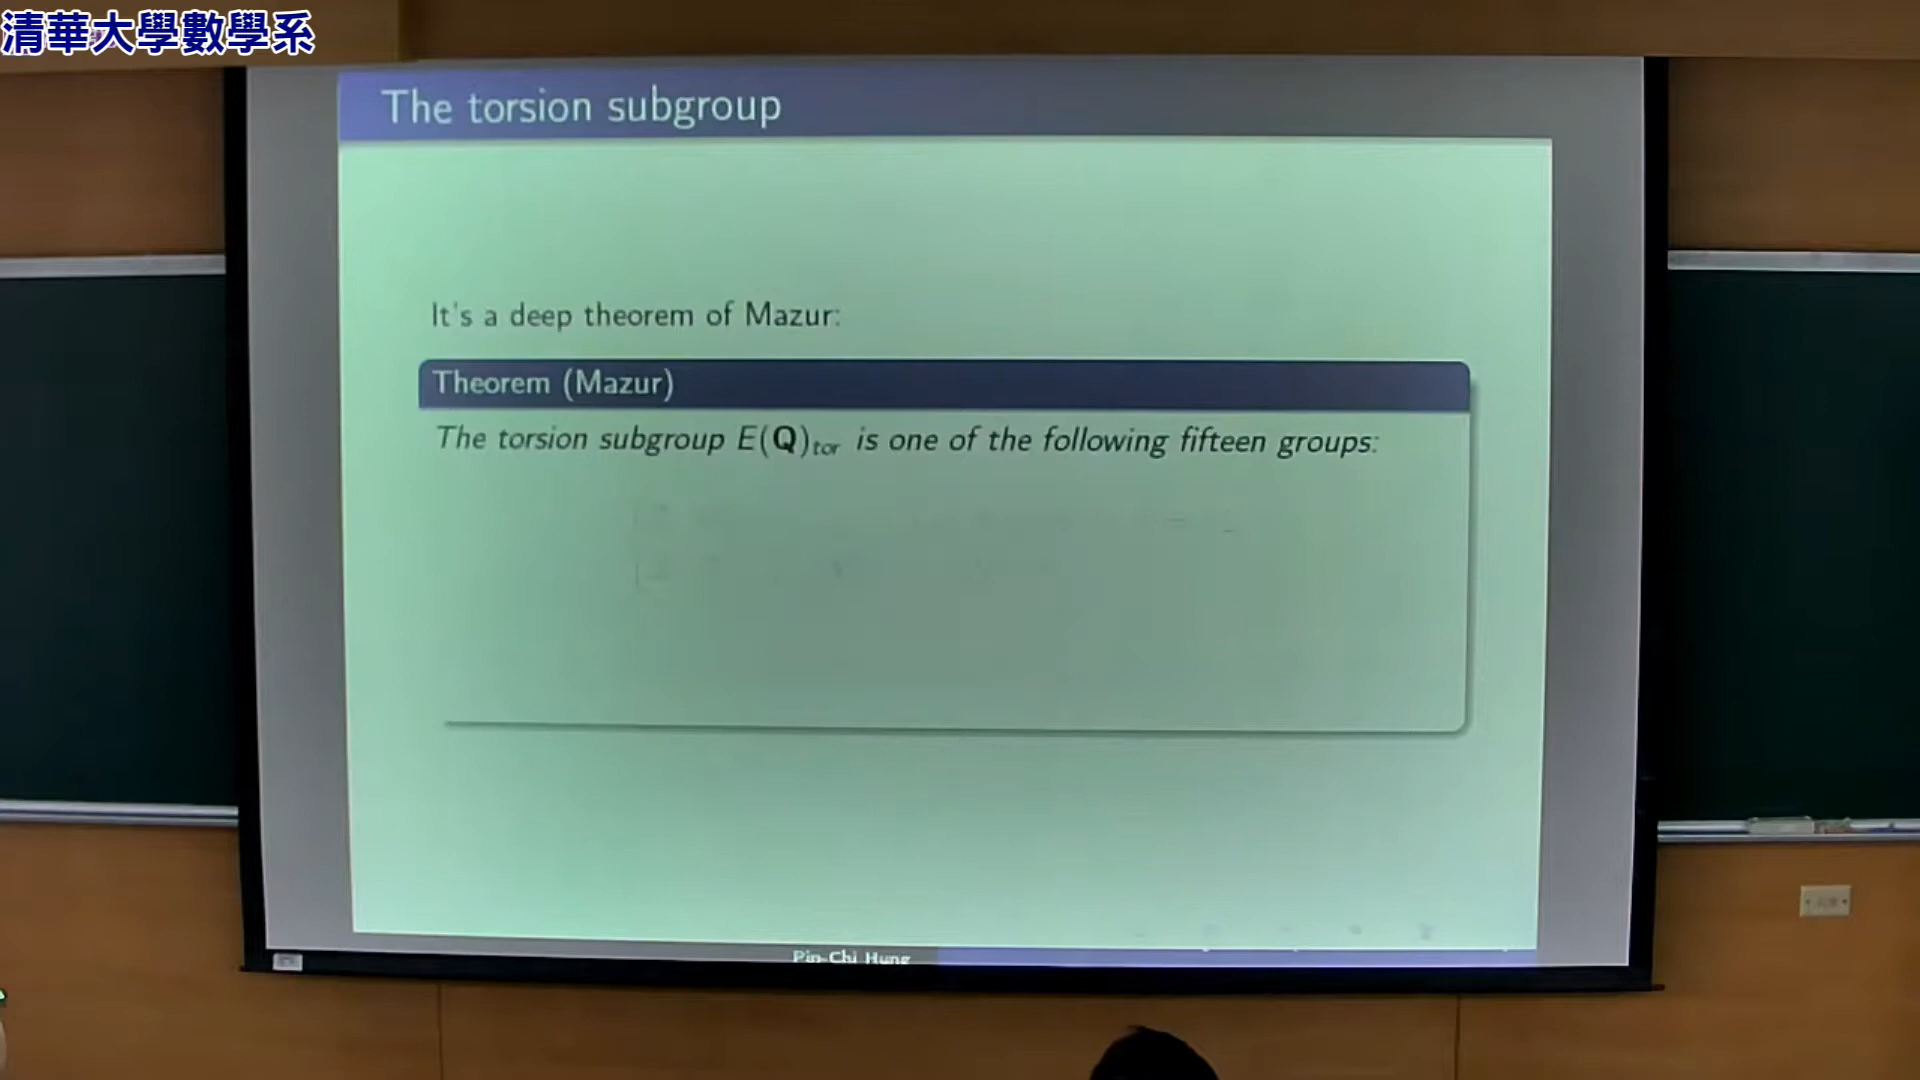 清華大學數學系
The torsion subgroup
It's a deep theorem of Mazur:
Theorem (Mazur)
The torsion subgroup E(Q)tor is one of the following fifteen groups:
Pin-Chi Hung